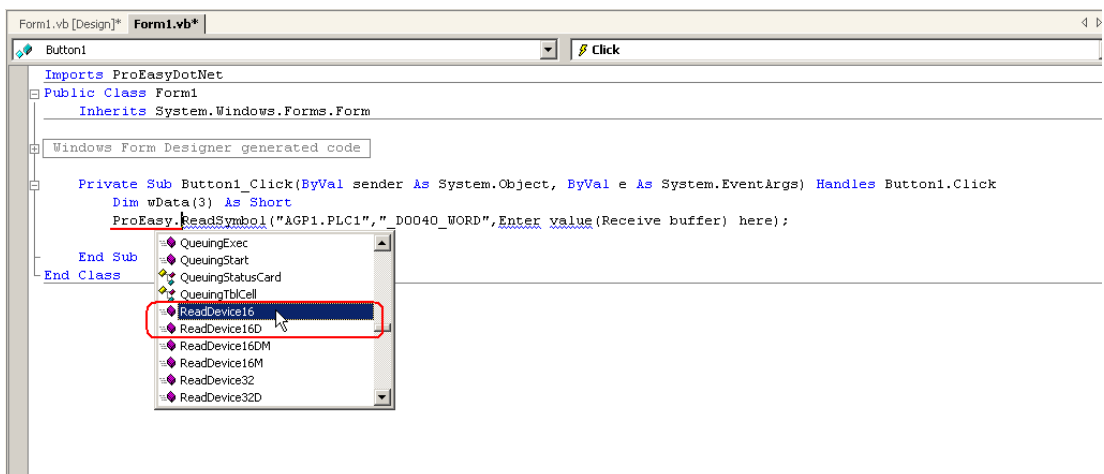 Form1.vb [Design]* Form1.vb*
Button1 Click
Imports ProEasyDotNet
Public Class Form1
Inherits System.Windows.Forms.Form
Windows Form Designer generated code
Private Sub Button1_Click(ByVal sender As System.Object, ByVal e As System.EventArgs) Handles Button1.Click
Dim wData(3) As Short
ProEasy.ReadSymbol("AGP1.PLC1","_D0040_WORD",Enter value(Receive buffer) here);
QueuingExec
End Sub
QueuingStart
End Class
QueuingStatusCard
QueuingTblCell
ReadDevice16
ReadDevice16D
ReadDevice16DM
ReadDevice16M
ReadDevice32
ReadDevice32D